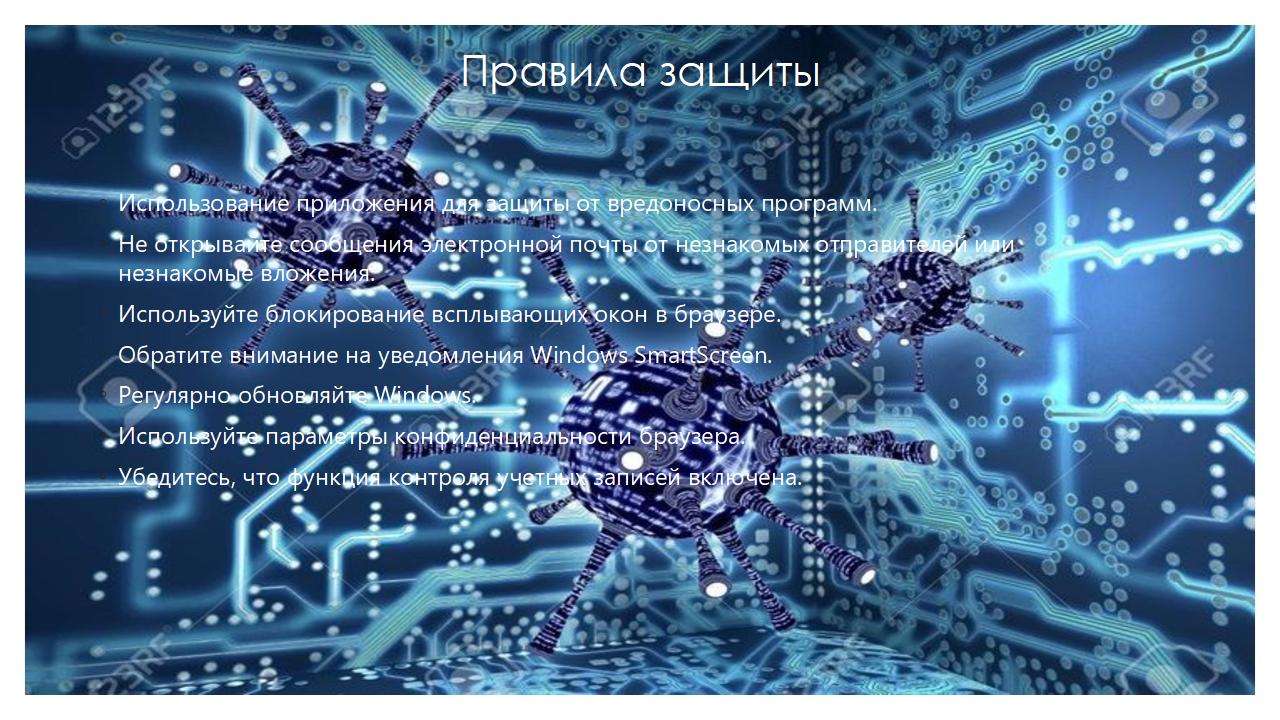 Правила защиты
Использование приложения для защиты от вредоносных программ.
Не открывайте сообщения электронной почты от незнакомых отправителей или
незнакомые вложения.
Используйте блокирование всплывающих окон в браузере.
Обратите внимание на уведомления Windows SmartScreen.
Регулярно обновляйте Windows.
Используйте параметры конфиденциальности браузера.
Убедитесь, что функция контроля учетных записей включена.
123RF
123RF
123RF
123RF
123RF
123RF